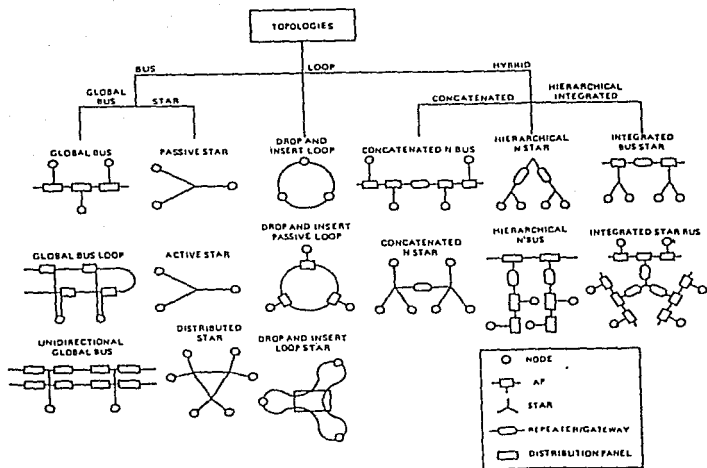 TOPOLOGIES
BUS
LOOP
HYBRID
GLOBAL
BUS
STAR
CONCATENATED
HIERARCHICAL
INTEGRATED
GLOBAL BUS
PASSIVE STAR
DROP AND
INSERT LOOP
CONCATENATED N BUS
HIERARCHICAL
N STAR
INTEGRATED
BUS STAR
GLOBAL BUS LOOP
ACTIVE STAR
DROP AND INSERT
PASSIVE LOOP
CONCATENATED
N STAR
HIERARCHICAL
N'BUS
INTEGRATED STAR BUS
UNIDIRECTIONAL
GLOBAL BUS
DISTRIBUTED
STAR
DROP AND INSERT
LOOP STAR
NODE
AP
STAR
REPEATER/GATEWAY
DISTRIBUTION PANEL